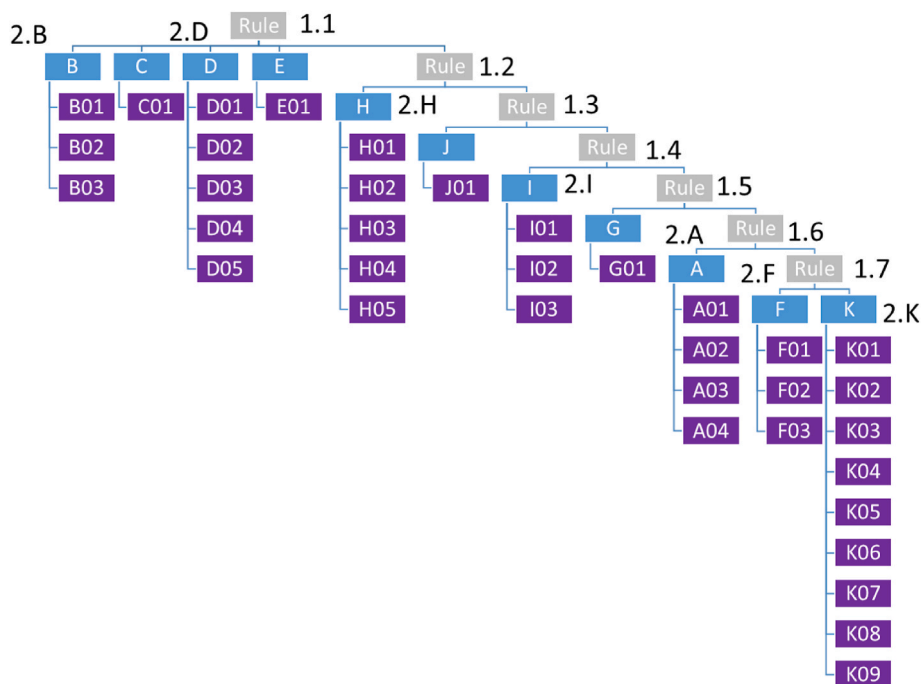 2.B 2.D Rule 1.1
B C D E Rule 1.2
B01 C01 D01 E01 H 2.H Rule 1.3
B02 D02 H01 J Rule 1.4
B03 D03 H02 J01 I 2.I Rule 1.5
D04 H03 I01 G 2.A Rule 1.6
D05 H04 I02 G01 A 2.F Rule 1.7
H05 I03 A01 F K 2.K
A02 F01 K01
A03 F02 K02
A04 F03 K03
K04
K05
K06
K07
K08
K09